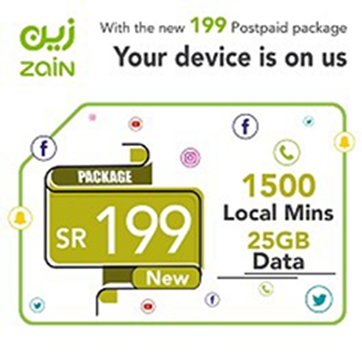 زين
ZAIN
With the new 199 Postpaid package
Your device is on us
PACKAGE
SR 199
New
1500
Local Mins
25GB
Data